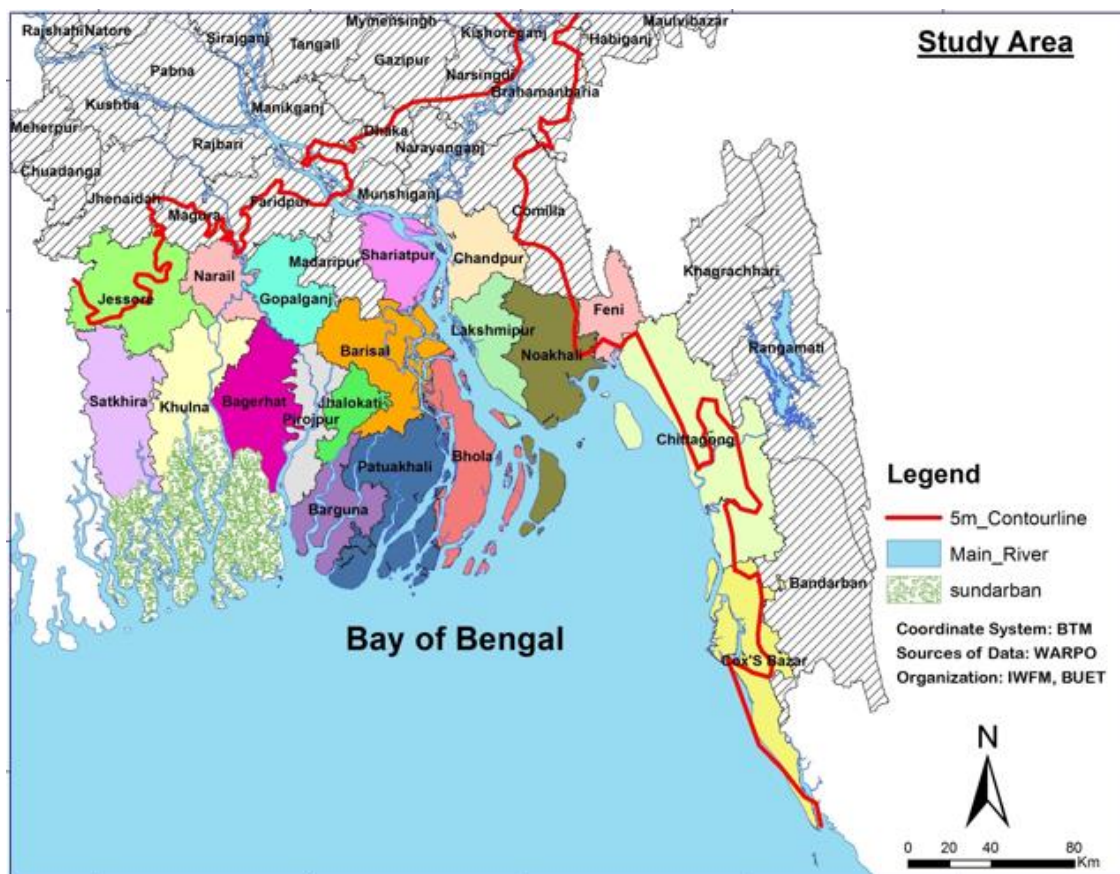 Study Area
Maulvibazar
Mymensingh
Kishoreganj
Habiganj
Rajshahi
Natore
Sirajganj
Tangail
Gazipur
Narsingdi
Pabna
Brahamanbaria
Kushtia
Manikganj
Meherpur
Dhaka
Rajbari
Narayanganj
Chuadanga
Jhenaidah
Faridpur
Munshiganj
Magura
Comilla
Shariatpur
Chandpur
Madaripur
Narail
Khagrachhari
Jessore
Gopalganj
Feni
Lakshmipur
Barisal
Noakhali
Rangamati
Satkhira
Khulna
Bagerhat
Jhalokati
Pirojpur
Chittagong
Patuakhali
Bhola
Barguna
Legend
5m_Contourline
Main_River
sundarban
Bandarban
Coordinate System: BTM
Sources of Data: WARPO
Organization: IWFM, BUET
Bay of Bengal
Cox'S Bazar
N
0 20 40 80
Km